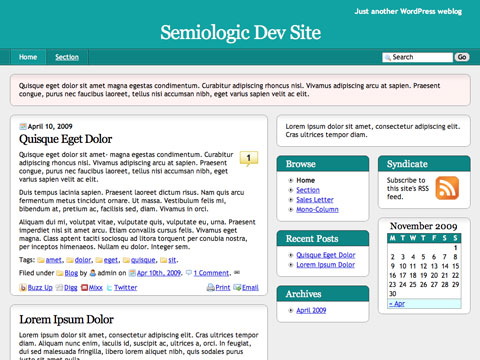 Just another WordPress weblog
Semiologic Dev Site
Home Section Search Go
Quisque eget dolor sit amet magna egestas condimentum. Curabitur adipiscing rhoncus nisl. Vivamus adipiscing arcu at sapien. Praesent
congue, purus nec faucibus laoreet, tellus nisi accumsan nibh, eget varius sapien velit ac elit.
April 10, 2009
Quisque Eget Dolor
1
Quisque eget dolor sit amet- magna egestas condimentum. Curabitur
adipiscing rhoncus nisl. Vivamus adipiscing arcu at sapien. Praesent
congue, purus nec faucibus laoreet, tellus nisi accumsan nibh, eget
varius sapien velit ac elit.
Duis tempus lacinia sapien. Praesent laoreet dictum risus. Nam quis arcu
fermentum metus tincidunt ornare. Ut massa. Vestibulum felis mi,
bibendum at, pretium ac, facilisis sed, diam. Vivamus in orci.
Aliquam dui mi, volutpat vitae, vulputate quis, vulputate eu, urna. Praesent
imperdiet nisi sit amet arcu. Etiam convallis cursus felis. Vivamus eget
magna. Class aptent taciti sociosqu ad litora torquent per conubia nostra,
per inceptos himenaeos. Nullam eu dolor. Integer sem.
Tags: amet, dolor, eget, quisque, sit.
Filed under Blog by admin on Apr 10th, 2009. 1 Comment.
Buzz Up Digg Mixx Twitter Print Email
Lorem Ipsum Dolor
Lorem ipsum dolor sit amet, consectetur adipiscing elit. Cras ultrices tempor
diam. Aliquam nunc enim, iaculis id, suscipit ac, ultrices a, orci. In feugiat, dui
id malesuada fringilla, libero lorem aliquet nibh, quis sodales purus
Lorem ipsum dolor sit amet, consectetur adipiscing elit.
Browse
Home
Section
Sales Letter
Mono-Column
Recent Posts
Quisque Eget Dolor
Lorem Ipsum Dolor
Archives
April 2009
Syndicate
Subscribe to
this site's RSS
feed.
November 2009
M T W T F S S
1
2 3 4 5 6 7 8
9 10 11 12 13 14 15
16 17 18 19 20 21 22
23 24 25 26 27 28 29
30
« Apr